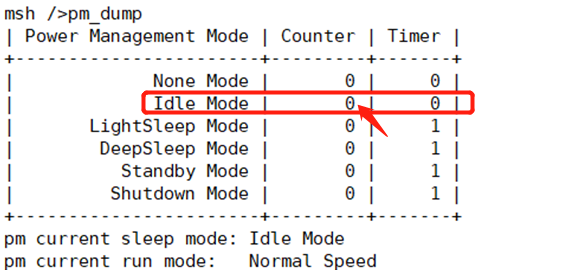 msh />pm_dump
| Power Management Mode | Counter | Timer |
+-----------------------+---------+-------+
|             None Mode |       0 |     0 |
|             Idle Mode |       0 |     0 |
|       LightSleep Mode |       0 |     1 |
|        DeepSleep Mode |       0 |     1 |
|          Standby Mode |       0 |     1 |
|         Shutdown Mode |       0 |     1 |
+-----------------------+---------+-------+
pm current sleep mode: Idle Mode
pm current run mode:   Normal Speed